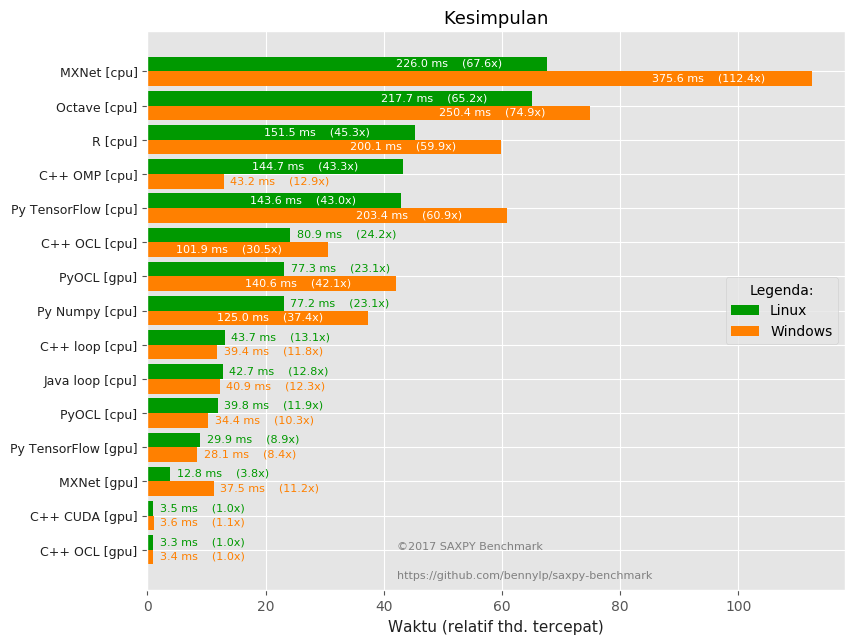 Kesimpulan
MXNet [cpu]
226.0 ms (67.6x)
375.6 ms (112.4x)
Octave [cpu]
217.7 ms (65.2x)
250.4 ms (74.9x)
R [cpu]
151.5 ms (45.3x)
200.1 ms (59.9x)
C++ OMP [cpu]
144.7 ms (43.3x)
43.2 ms (12.9x)
Py TensorFlow [cpu]
143.6 ms (43.0x)
203.4 ms (60.9x)
C++ OCL [cpu]
80.9 ms (24.2x)
101.9 ms (30.5x)
PyOCL [gpu]
77.3 ms (23.1x)
140.6 ms (42.1x)
Py Numpy [cpu]
77.2 ms (23.1x)
125.0 ms (37.4x)
C++ loop [cpu]
43.7 ms (13.1x)
39.4 ms (11.8x)
Java loop [cpu]
42.7 ms (12.8x)
40.9 ms (12.3x)
PyOCL [cpu]
39.8 ms (11.9x)
34.4 ms (10.3x)
Py TensorFlow [gpu]
29.9 ms (8.9x)
28.1 ms (8.4x)
MXNet [gpu]
12.8 ms (3.8x)
37.5 ms (11.2x)
C++ CUDA [gpu]
3.5 ms (1.0x)
3.6 ms (1.1x)
C++ OCL [gpu]
3.3 ms (1.0x)
3.4 ms (1.0x)
Legenda:
Linux
Windows
©2017 SAXPY Benchmark
https://github.com/bennylp/saxpy-benchmark
0 20 40 60 80 100
Waktu (relatif thd. tercepat)